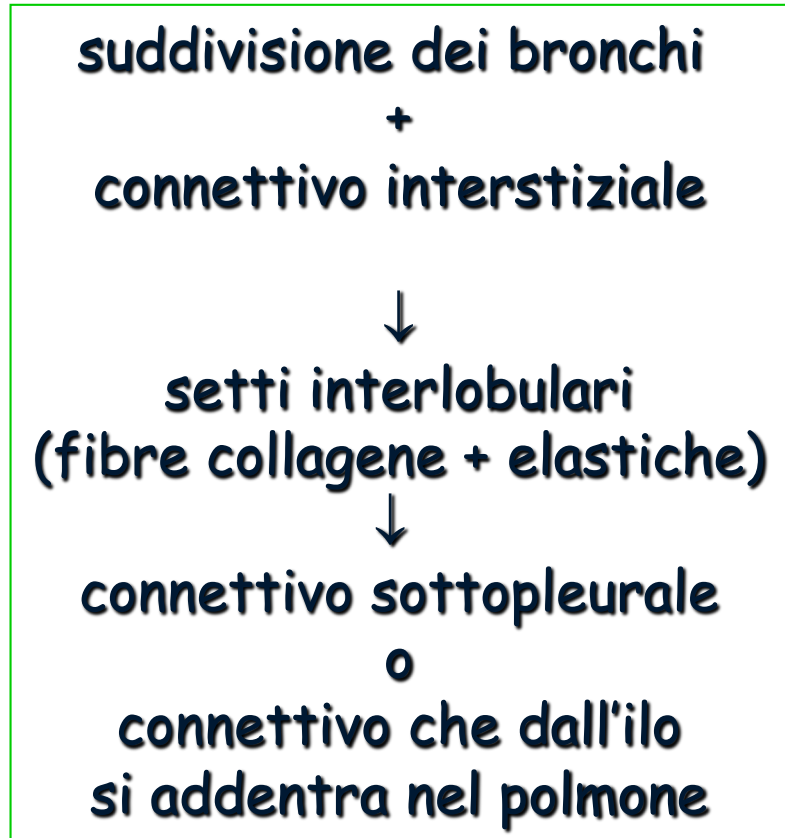 suddivisione dei bronchi
+
connettivo interstiziale
↓
setti interlobulari
(fibre collagene + elastiche)
↓
connettivo sottopleurale
o
connettivo che dall'ilo
si addentra nel polmone